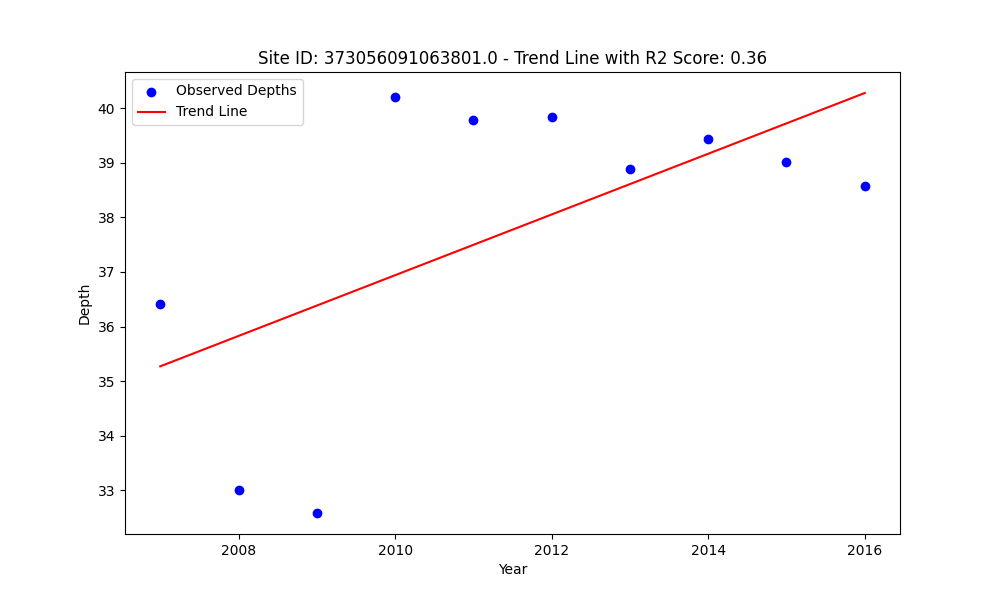 Site ID: 373056091063801.0 - Trend Line with R2 Score: 0.36
Observed Depths
Trend Line
40
39
38
37
36
35
34
33
Depth
2008 2010 2012 2014 2016
Year